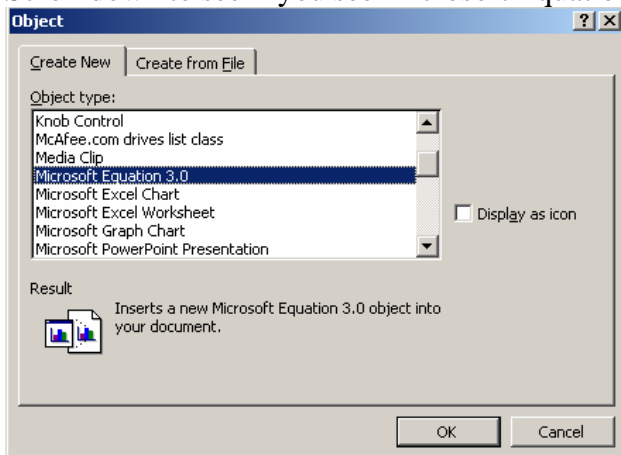 Object
Create New
Create from File
Object type:
Knob Control
McAfee.com drives list class
Media Clip
Microsoft Equation 3.0
Microsoft Excel Chart
Microsoft Excel Worksheet
Microsoft Graph Chart
Microsoft PowerPoint Presentation
Display as icon
Result
Inserts a new Microsoft Equation 3.0 object into
your document.
OK
Cancel